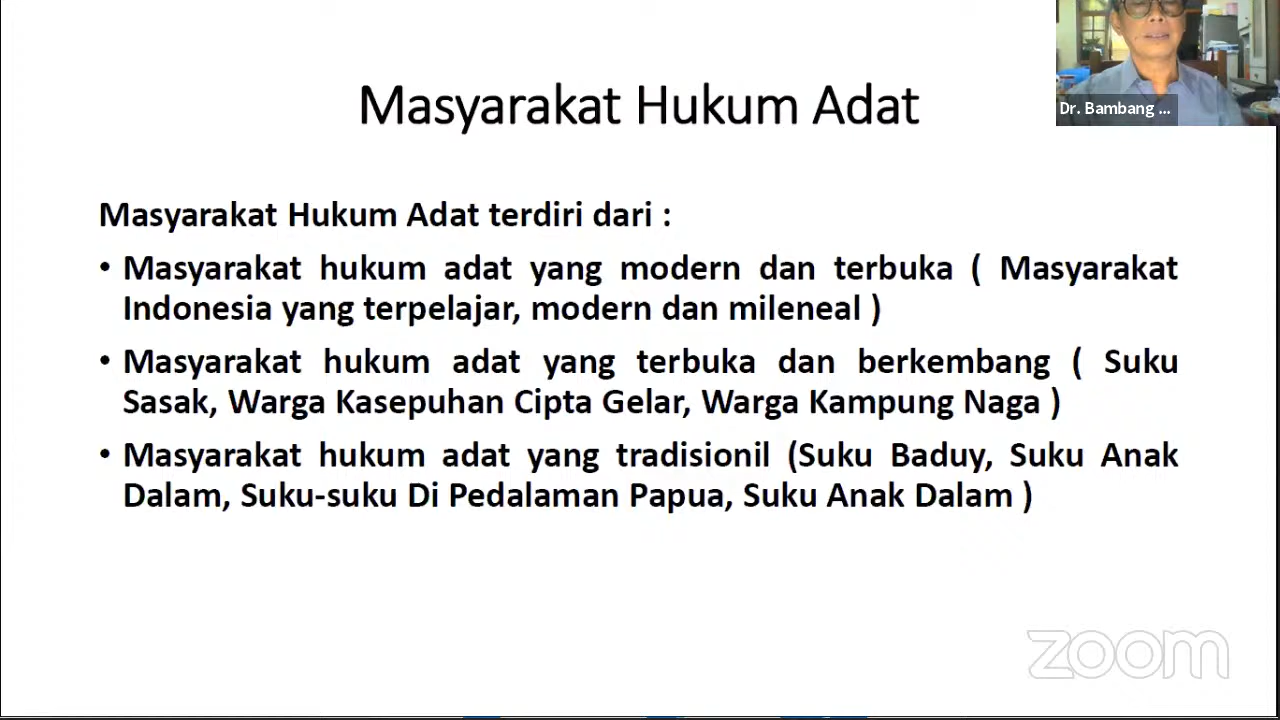 Masyarakat Hukum Adat
Dr. Bambang ...
Masyarakat Hukum Adat terdiri dari :
• Masyarakat hukum adat yang modern dan terbuka ( Masyarakat
Indonesia yang terpelajar, modern dan mileneal )
• Masyarakat hukum adat yang terbuka dan berkembang ( Suku
Sasak, Warga Kasepuhan Cipta Gelar, Warga Kampung Naga )
• Masyarakat hukum adat yang tradisionil (Suku Baduy, Suku Anak
Dalam, Suku-suku Di Pedalaman Papua, Suku Anak Dalam )
zoom